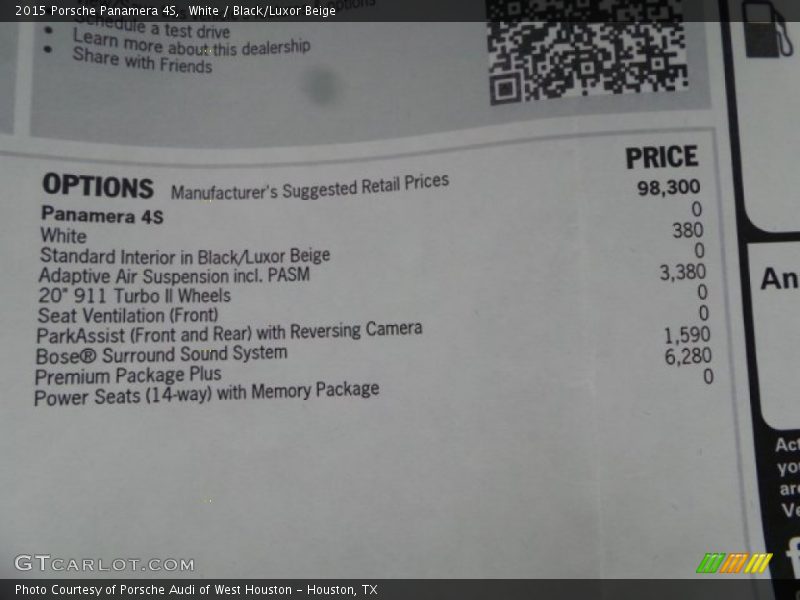 2015 Porsche Panamera 4S, , White / Black/Luxor Beige
options
Schedule a test drive
Learn more about this dealership
Share with Friends
OPTIONS Manufacturer's Suggested Retail Prices PRICE
Panamera 4S 98,300
White 0
Standard Interior in Black/Luxor Beige 380
Adaptive Air Suspension incl. PASM 0
20" 911 Turbo II Wheels 3,380
Seat Ventilation (Front) 0
ParkAssist (Front and Rear) with Reversing Camera 0
Bose® Surround Sound System 1,590
Premium Package Plus 6,280
Power Seats (14-way) with Memory Package 0
An
Act
you
are
Ve
f
GTCARLOT.COM
Photo Courtesy of Porsche Audi of West Houston - Houston, TX